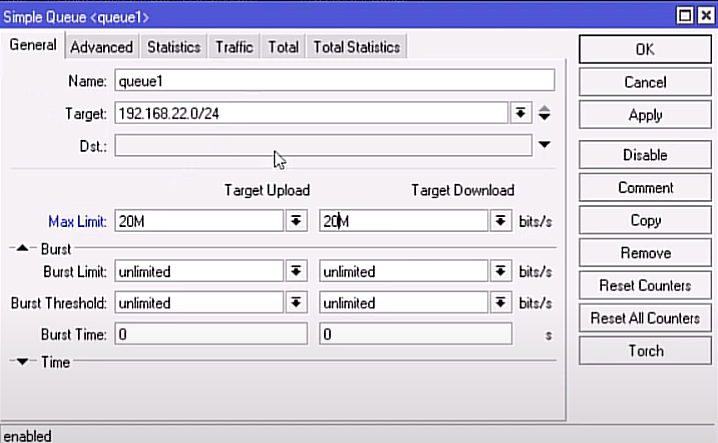 Simple Queue <queue1>
General Advanced Statistics Traffic Total Total Statistics
Name: queue1
Target: 192.168.22.0/24
Dst.:
Target Upload Target Download
Max Limit: 20M 20M bits/s
Burst
Burst Limit: unlimited unlimited bits/s
Burst Threshold: unlimited unlimited bits/s
Burst Time: 0 0 s
Time
OK
Cancel
Apply
Disable
Comment
Copy
Remove
Reset Counters
Reset All Counters
Torch
enabled